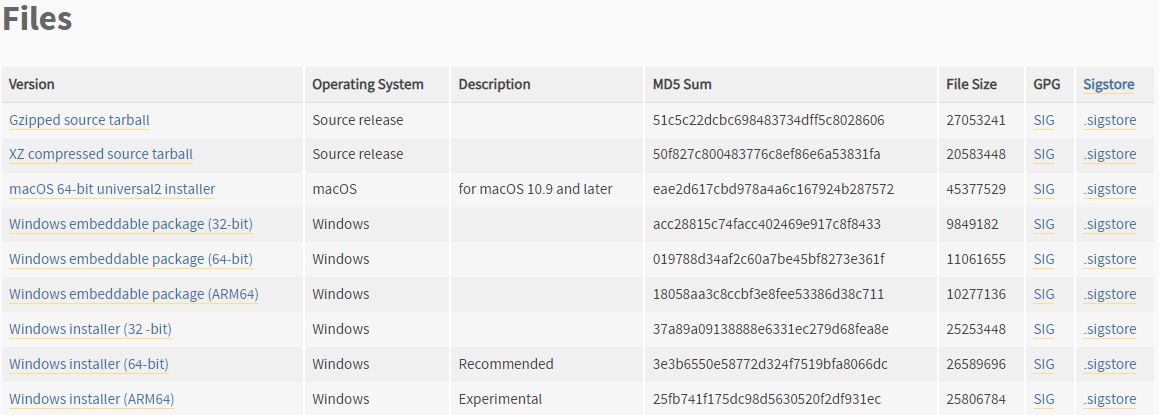 Files
Version Operating System Description MD5 Sum File Size GPG Sigstore
Gzipped source tarball Source release 51c5c22dcbc698483734dff5c8028606 27053241 SIG .sigstore
XZ compressed source tarball Source release 50f827c800483776c8ef86e6a53831fa 20583448 SIG .sigstore
macOS 64-bit universal2 installer macOS for macOS 10.9 and later eae2d617cbd978a4a6c167924b287572 45377529 SIG .sigstore
Windows embeddable package (32-bit) Windows acc28815c74facc402469e917c8f8433 9849182 SIG .sigstore
Windows embeddable package (64-bit) Windows 019788d34af2c60a7be45bf8273e361f 11061655 SIG .sigstore
Windows embeddable package (ARM64) Windows 18058aa3c8ccbf3e8fee53386d38c711 10277136 SIG .sigstore
Windows installer (32 -bit) Windows 37a89a09138888e6331ec279d68fea8e 25253448 SIG .sigstore
Windows installer (64-bit) Windows Recommended 3e3b6550e58772d324f7519bfa8066dc 26589696 SIG .sigstore
Windows installer (ARM64) Windows Experimental 25fb741f175dc98d5630520f2df931ec 25806784 SIG .sigstore